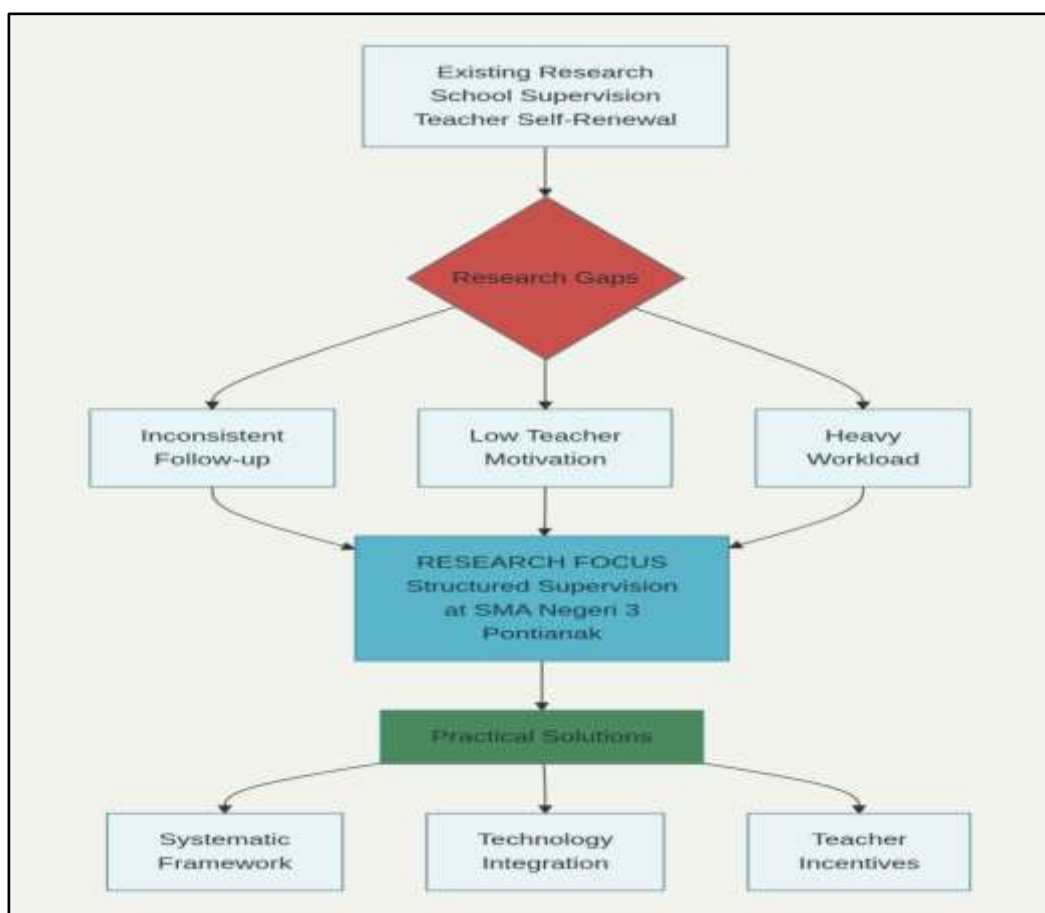 Existing Research
School Supervision
Teacher Self-Renewal
Research Gaps
Inconsistent
Follow-up
Low Teacher
Motivation
Heavy
Workload
RESEARCH FOCUS
Structured Supervision
at SMA Negeri 3
Pontianak
Practical Solutions
Systematic
Framework
Technology
Integration
Teacher
Incentives